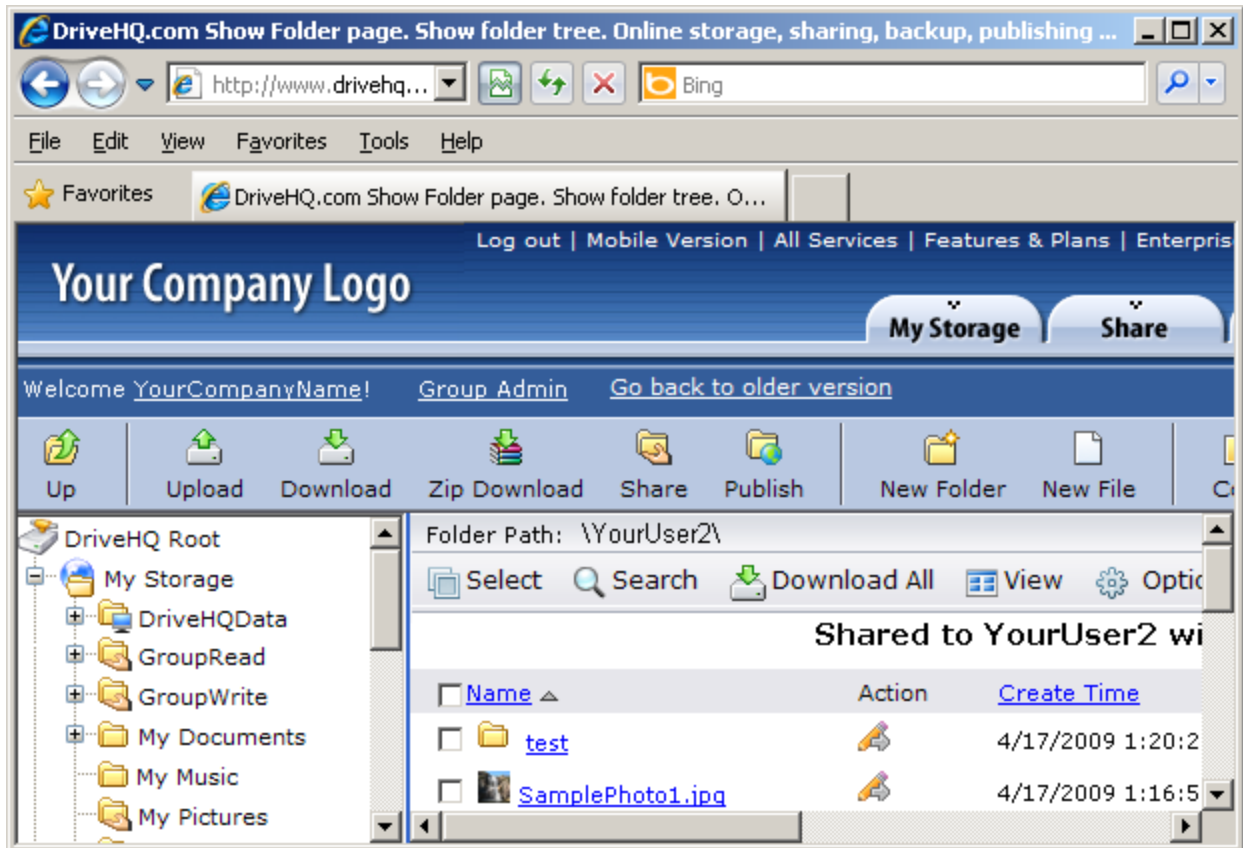 DriveHQ.com Show Folder page. Show folder tree. Online storage, sharing, backup, publishing ...
http://www.drivehq... Bing
File Edit View Favorites Tools Help
Favorites DriveHQ.com Show Folder page. Show folder tree. O...
Log out | Mobile Version | All Services | Features & Plans | Enterpris
Your Company Logo
My Storage Share
Welcome YourCompanyName! Group Admin Go back to older version
Up Upload Download Zip Download Share Publish New Folder New File
DriveHQ Root
My Storage
DriveHQData
GroupRead
GroupWrite
My Documents
My Music
My Pictures
Folder Path: \YourUser2\
Select Search Download All View Optio
Shared to YourUser2 wi
Name Action Create Time
test 4/17/2009 1:20:2
SamplePhoto1.jpg 4/17/2009 1:16:5